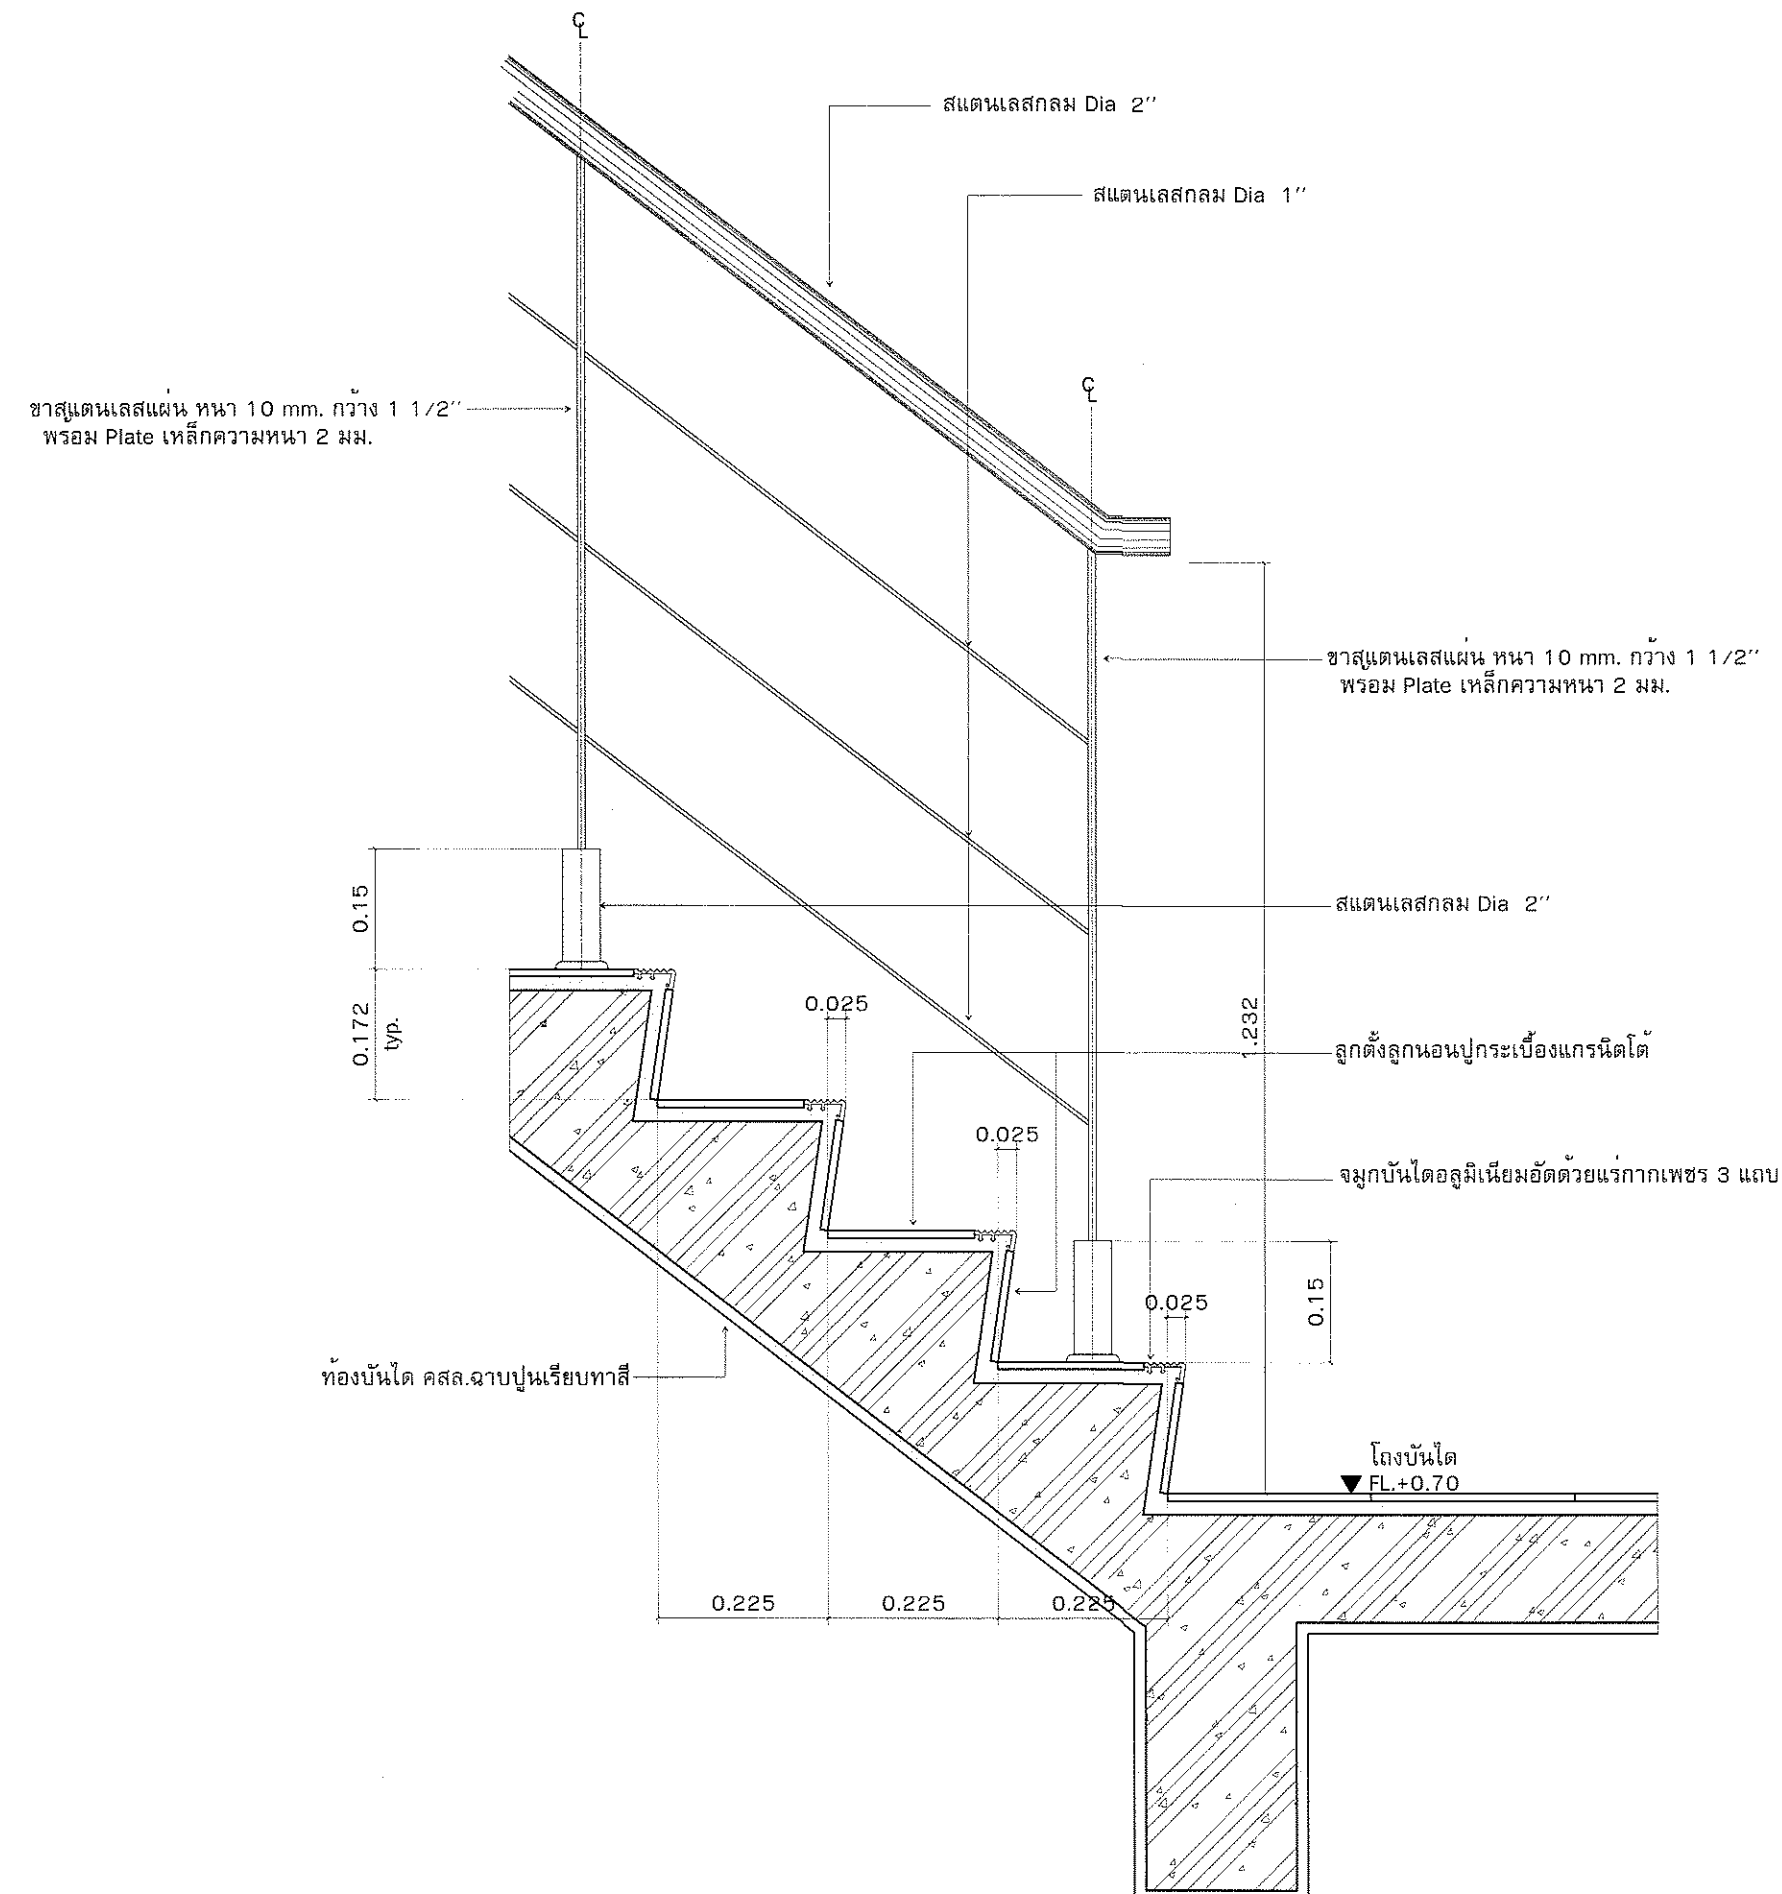 C
L
สแตนเลสกลม Dia 2''
สแตนเลสกลม Dia 1''
C
L
ขาสแตนเลสแผ่น หนา 10 mm. กว้าง 1 1/2''
พร้อม Plate เหล็กความหนา 2 มม.
ขาสแตนเลสแผ่น หนา 10 mm. กว้าง 1 1/2''
พร้อม Plate เหล็กความหนา 2 มม.
0.15
สแตนเลสกลม Dia 2''
0.172
typ.
0.025
1.232
ลูกตั้งลูกนอนปูกระเบื้องแกรนิตโต้
0.025
จมูกบันไดอลูมิเนียมอัดด้วยแร่กากเพชร 3 แถบ
0.025
0.15
ท้องบันได คสล.ฉาบปูนเรียบทาสี
โถงบันได
FL.+0.70
0.225
0.225
0.225